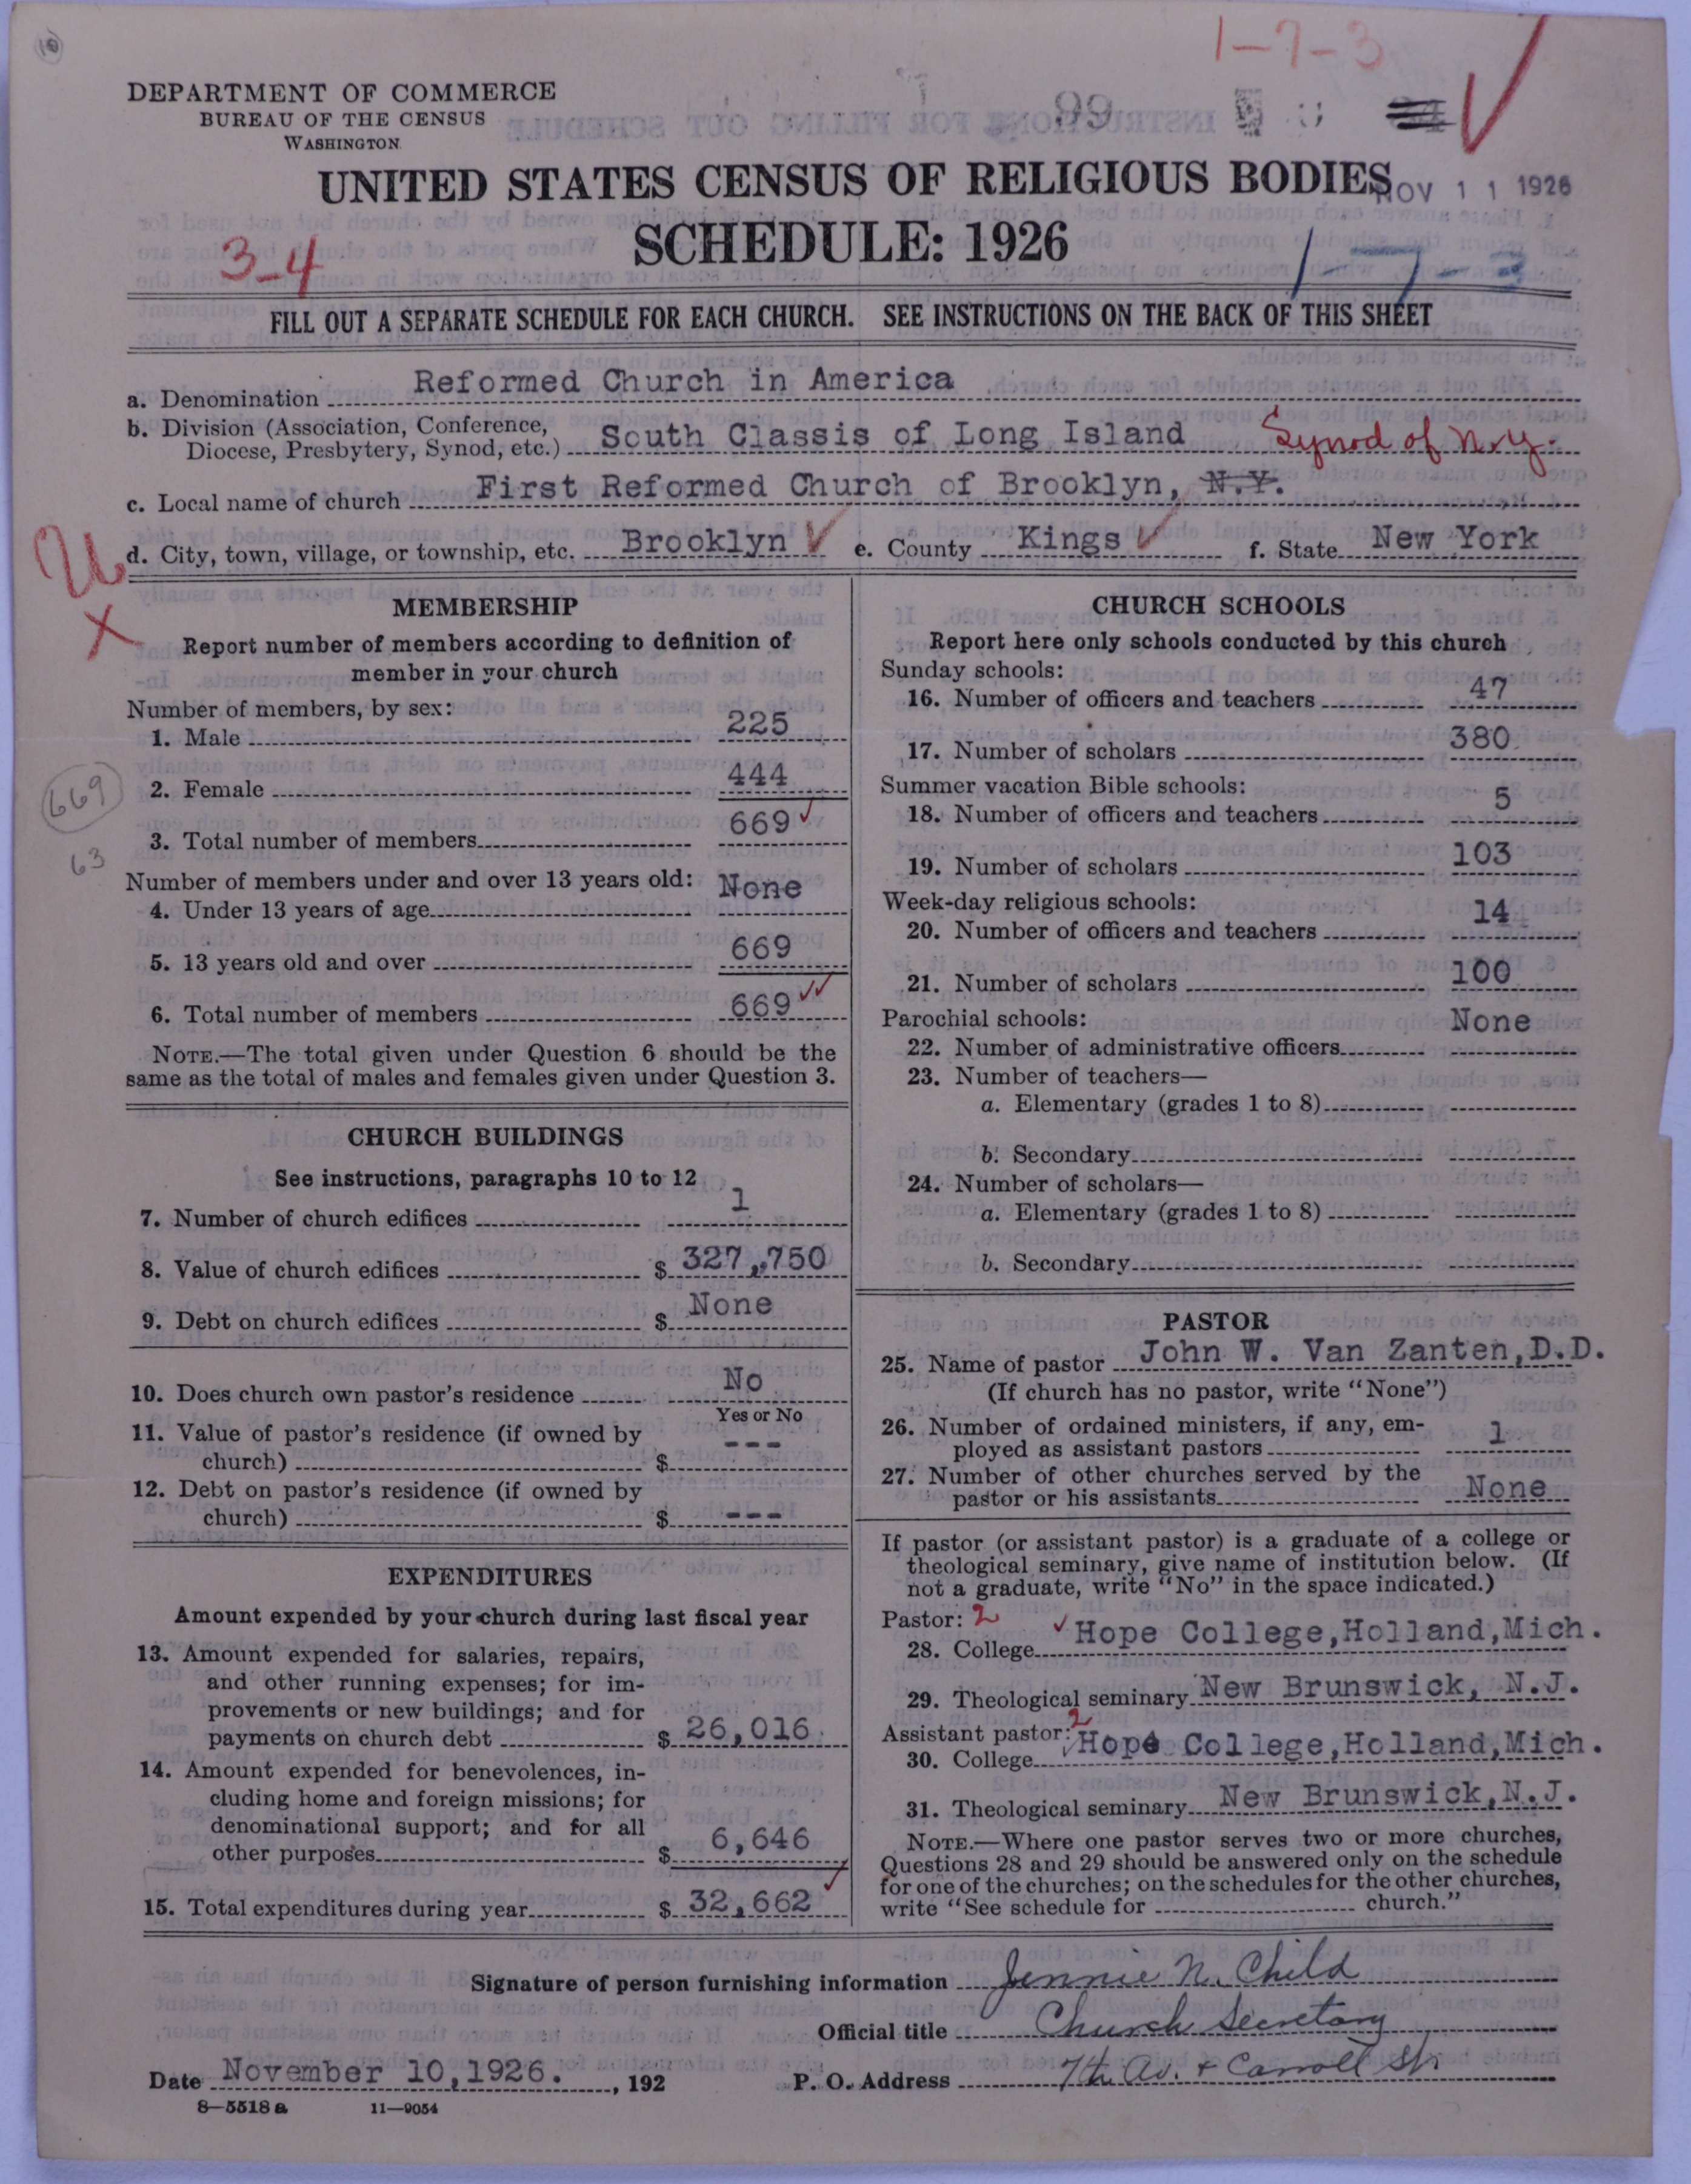 10
1-7-3
DEPARTMENT OF COMMERCE
BUREAU OF THE CENSUS
WASHINGTON
99
UNITED STATES CENSUS OF RELIGIOUS BODIES
NOV 11 1926
SCHEDULE: 1926
3-4
1-7-3
FILL OUT A SEPARATE SCHEDULE FOR EACH CHURCH. SEE INSTRUCTIONS ON THE BACK OF THIS SHEET
a. Denomination Reformed Church in America
b. Division (Association, Conference,
Diocese, Presbytery, Synod, etc.) South Classis of Long Island Synod of N.Y.
c. Local name of church First Reformed Church of Brooklyn, N.Y.
d. City, town, village, or township, etc. Brooklyn e. County Kings f. State New York
MEMBERSHIP
Report number of members according to definition of
member in your church
Number of members, by sex:
1. Male 225
2. Female 444
669
3. Total number of members 669
63
Number of members under and over 13 years old:
4. Under 13 years of age None
5. 13 years old and over 669
6. Total number of members 669
NOTE.—The total given under Question 6 should be the
same as the total of males and females given under Question 3.
CHURCH BUILDINGS
See instructions, paragraphs 10 to 12
7. Number of church edifices 1
8. Value of church edifices $ 327,750
9. Debt on church edifices $ None
10. Does church own pastor's residence No
Yes or No
11. Value of pastor's residence (if owned by
church) $ ---
12. Debt on pastor's residence (if owned by
church) $ ---
EXPENDITURES
Amount expended by your church during last fiscal year
13. Amount expended for salaries, repairs,
and other running expenses; for im-
provements or new buildings; and for
payments on church debt $ 26,016.
14. Amount expended for benevolences, in-
cluding home and foreign missions; for
denominational support; and for all
other purposes $ 6,646
15. Total expenditures during year $ 32,662
CHURCH SCHOOLS
Report here only schools conducted by this church
Sunday schools:
16. Number of officers and teachers 47
17. Number of scholars 380
Summer vacation Bible schools:
18. Number of officers and teachers 5
19. Number of scholars 103
Week-day religious schools:
20. Number of officers and teachers 14
21. Number of scholars 100
Parochial schools:
22. Number of administrative officers None
23. Number of teachers—
a. Elementary (grades 1 to 8)
b. Secondary
24. Number of scholars—
a. Elementary (grades 1 to 8)
b. Secondary
PASTOR
25. Name of pastor John W. Van Zanten, D.D.
(If church has no pastor, write "None")
26. Number of ordained ministers, if any, em-
ployed as assistant pastors 1
27. Number of other churches served by the
pastor or his assistants None
If pastor (or assistant pastor) is a graduate of a college or
theological seminary, give name of institution below. (If
not a graduate, write "No" in the space indicated.)
Pastor: 2
28. College Hope College, Holland, Mich.
29. Theological seminary New Brunswick, N.J.
Assistant pastor: 2
30. College Hope College, Holland, Mich.
31. Theological seminary New Brunswick, N.J.
NOTE.—Where one pastor serves two or more churches,
Questions 28 and 29 should be answered only on the schedule
for one of the churches; on the schedules for the other churches,
write "See schedule for church."
Signature of person furnishing information Jennie N. Child
Official title Church Secretary
Date November 10, 1926. , 192
P. O. Address 7th Av. + Carroll Sts
8—5518 a 11—9054